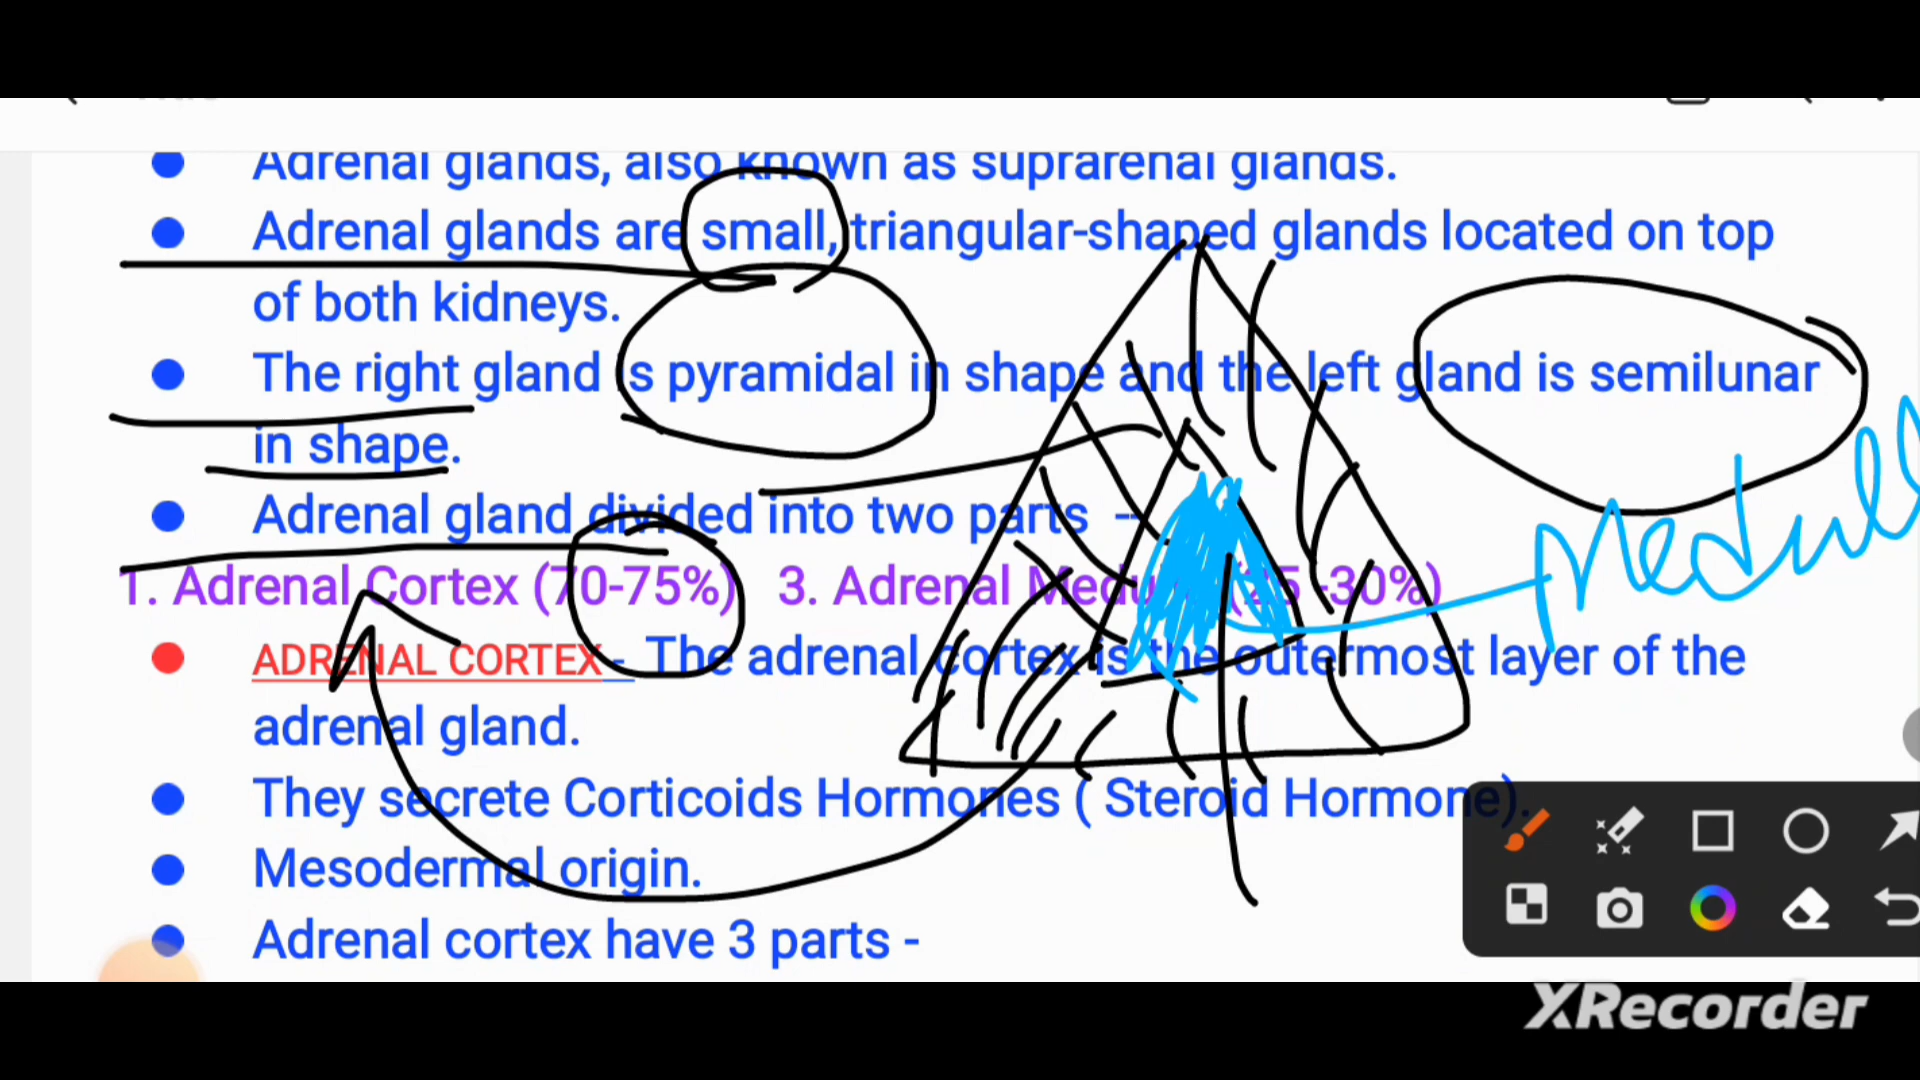 Adrenal glands, also known as suprarenal glands.
Adrenal glands are small, triangular-shaped glands located on top
of both kidneys.
The right gland is pyramidal in shape and the left gland is semilunar
in shape.
Adrenal gland divided into two parts --
1. Adrenal Cortex (70-75%) 3. Adrenal Medulla (25 -30%)
ADRENAL CORTEX - The adrenal cortex is the outermost layer of the
adrenal gland.
They secrete Corticoids Hormones ( Steroid Hormone).
Mesodermal origin.
Adrenal cortex have 3 parts -
XRecorder